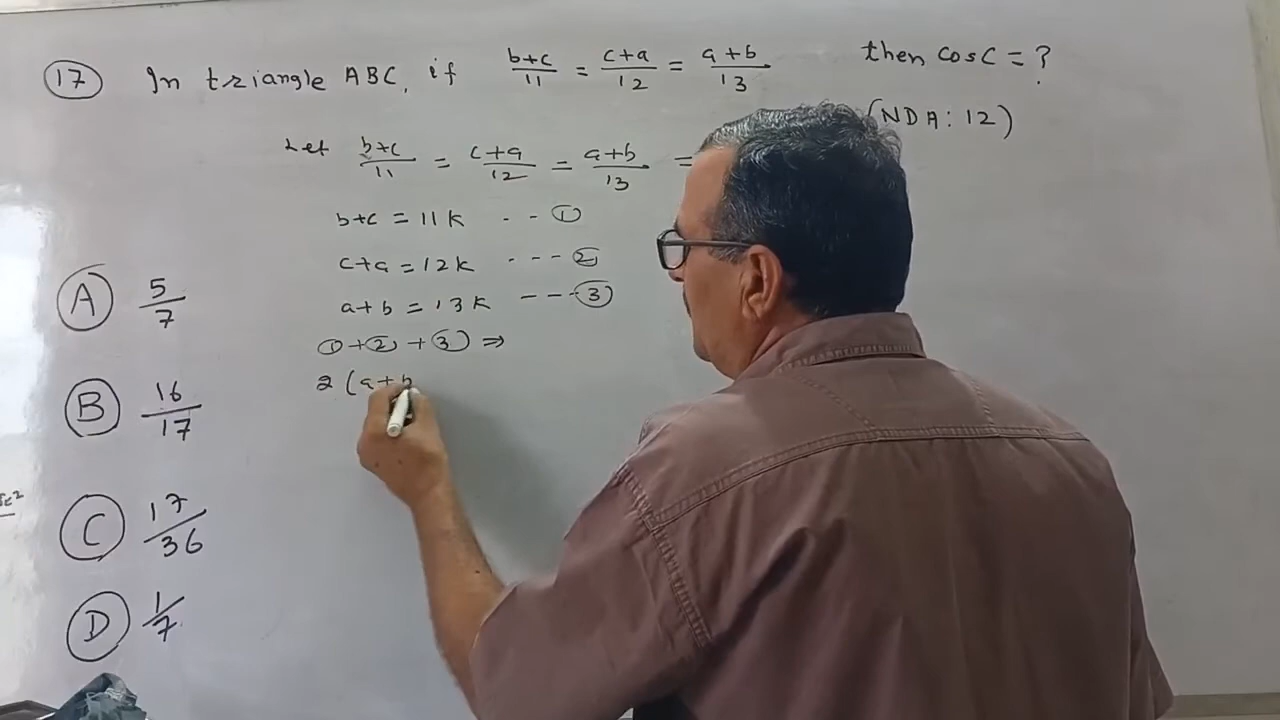 17 In triangle ABC, if b+c/11 = c+a/12 = a+b/13 then cosC = ?
(NDA: 12)
Let b+c/11 = c+a/12 = a+b/13 =
b+c = 11k -- ①
c+a = 12k --- ②
a+b = 13k --- ③
①+②+③ ⇒
2(a+b
A 5/7
B 16/17
C 17/36
D 1/7